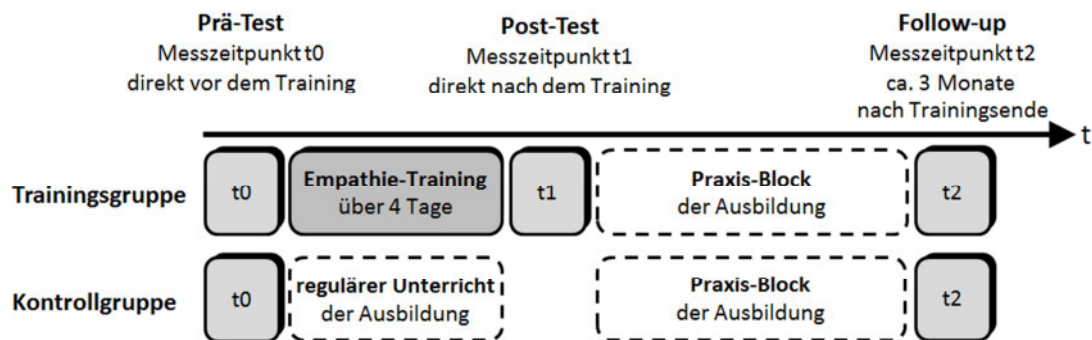 Prä-Test
Messzeitpunkt t0
direkt vor dem Training
Post-Test
Messzeitpunkt t1
direkt nach dem Training
Follow-up
Messzeitpunkt t2
ca. 3 Monate
nach Trainingsende
t
Trainingsgruppe
t0
Empathie-Training
über 4 Tage
t1
Praxis-Block
der Ausbildung
t2
Kontrollgruppe
t0
regulärer Unterricht
der Ausbildung
Praxis-Block
der Ausbildung
t2